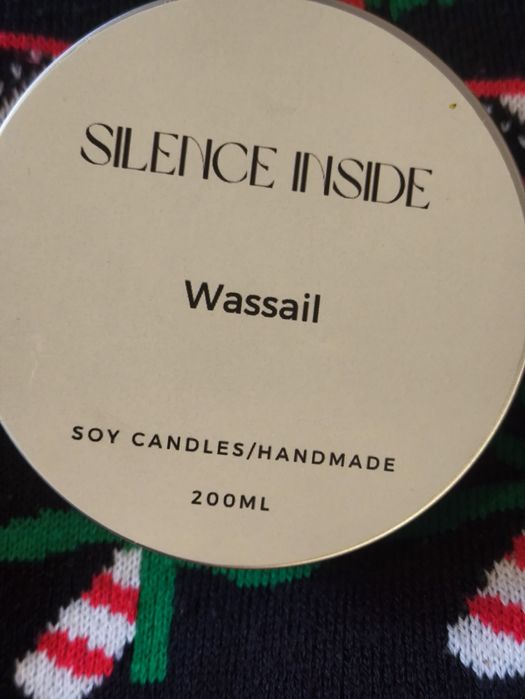 SILENCE INSIDE
Wassail
SOY CANDLES/HANDMADE
200ML